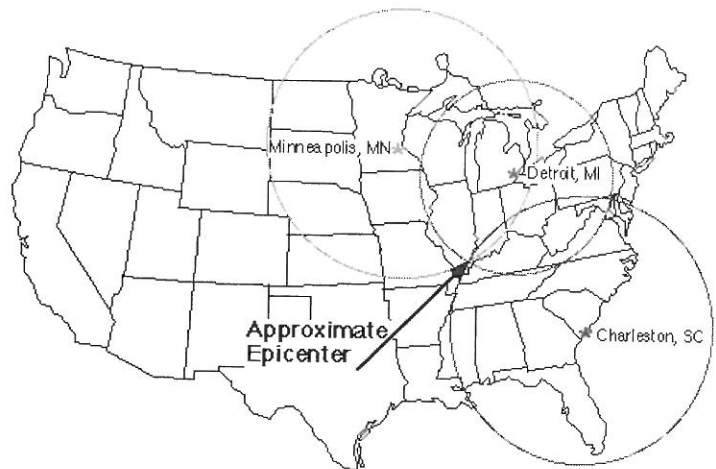 Minneapolis, MN
Detroit, MI
Approximate
Epicenter
Charleston, SC